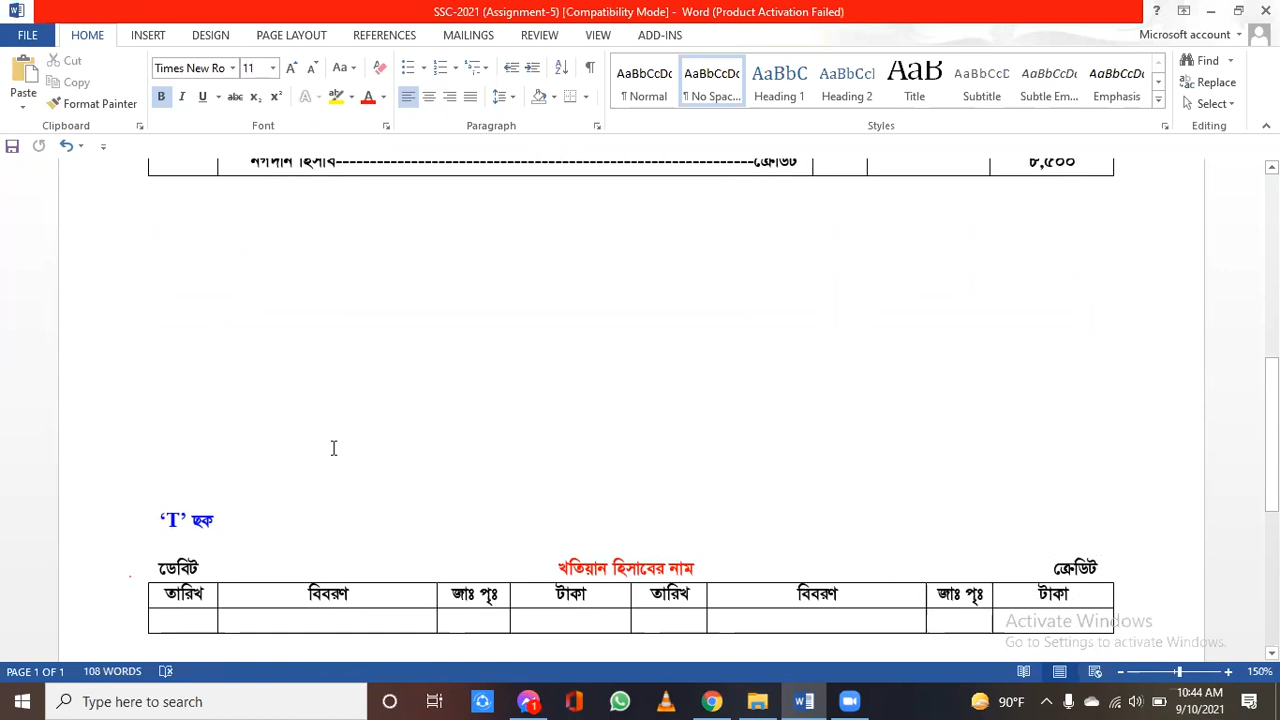 SSC-2021 (Assignment-5) [Compatibility Mode] - Word (Product Activation Failed)
FILE HOME INSERT DESIGN PAGE LAYOUT REFERENCES MAILINGS REVIEW VIEW ADD-INS Microsoft account
Paste Cut Copy Format Painter
Times New Ro 11
AaBbCcDc AaBbCcDc AaBbC AaBbCcl AaB AaBbCcD AaBbCcDc
¶ Normal ¶ No Spac... Heading 1 Heading 2 Title Subtitle Subtle Em... Emphasis
Find Replace Select
Clipboard Font Paragraph Styles Editing
নগদান হিসাব--------------------------------------------------------------ক্রেডিট ৮,৫০০
‘T’ ছক
ডেবিট খতিয়ান হিসাবের নাম ক্রেডিট
তারিখ বিবরণ জাঃ পৃঃ টাকা তারিখ বিবরণ জাঃ পৃঃ টাকা
Activate Windows
Go to Settings to activate Windows.
PAGE 1 OF 1 108 WORDS 150%
Type here to search 1 90°F 10:44 AM
9/10/2021